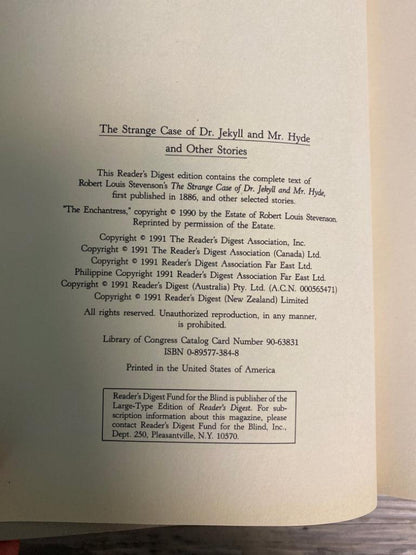 The Strange Case of Dr. Jekyll and Mr. Hyde
and Other Stories
This Reader's Digest edition contains the complete text of
Robert Louis Stevenson's The Strange Case of Dr. Jekyll and Mr. Hyde,
first published in 1886, and other selected stories.
"The Enchantress," copyright © 1990 by the Estate of Robert Louis Stevenson.
Reprinted by permission of the Estate.
Copyright © 1991 The Reader's Digest Association, Inc.
Copyright © 1991 The Reader's Digest Association (Canada) Ltd.
Copyright © 1991 Reader's Digest Association Far East Ltd.
Philippine Copyright 1991 Reader's Digest Association Far East Ltd.
Copyright © 1991 Reader's Digest (Australia) Pty. Ltd. (A.C.N. 000565471)
Copyright © 1991 Reader's Digest (New Zealand) Limited
All rights reserved. Unauthorized reproduction, in any manner,
is prohibited.
Library of Congress Catalog Card Number 90-63831
ISBN 0-89577-384-8
Printed in the United States of America
Reader's Digest Fund for the Blind is publisher of the
Large-Type Edition of Reader's Digest. For sub-
scription information about this magazine, please
contact Reader's Digest Fund for the Blind, Inc.,
Dept. 250, Pleasantville, N.Y. 10570.